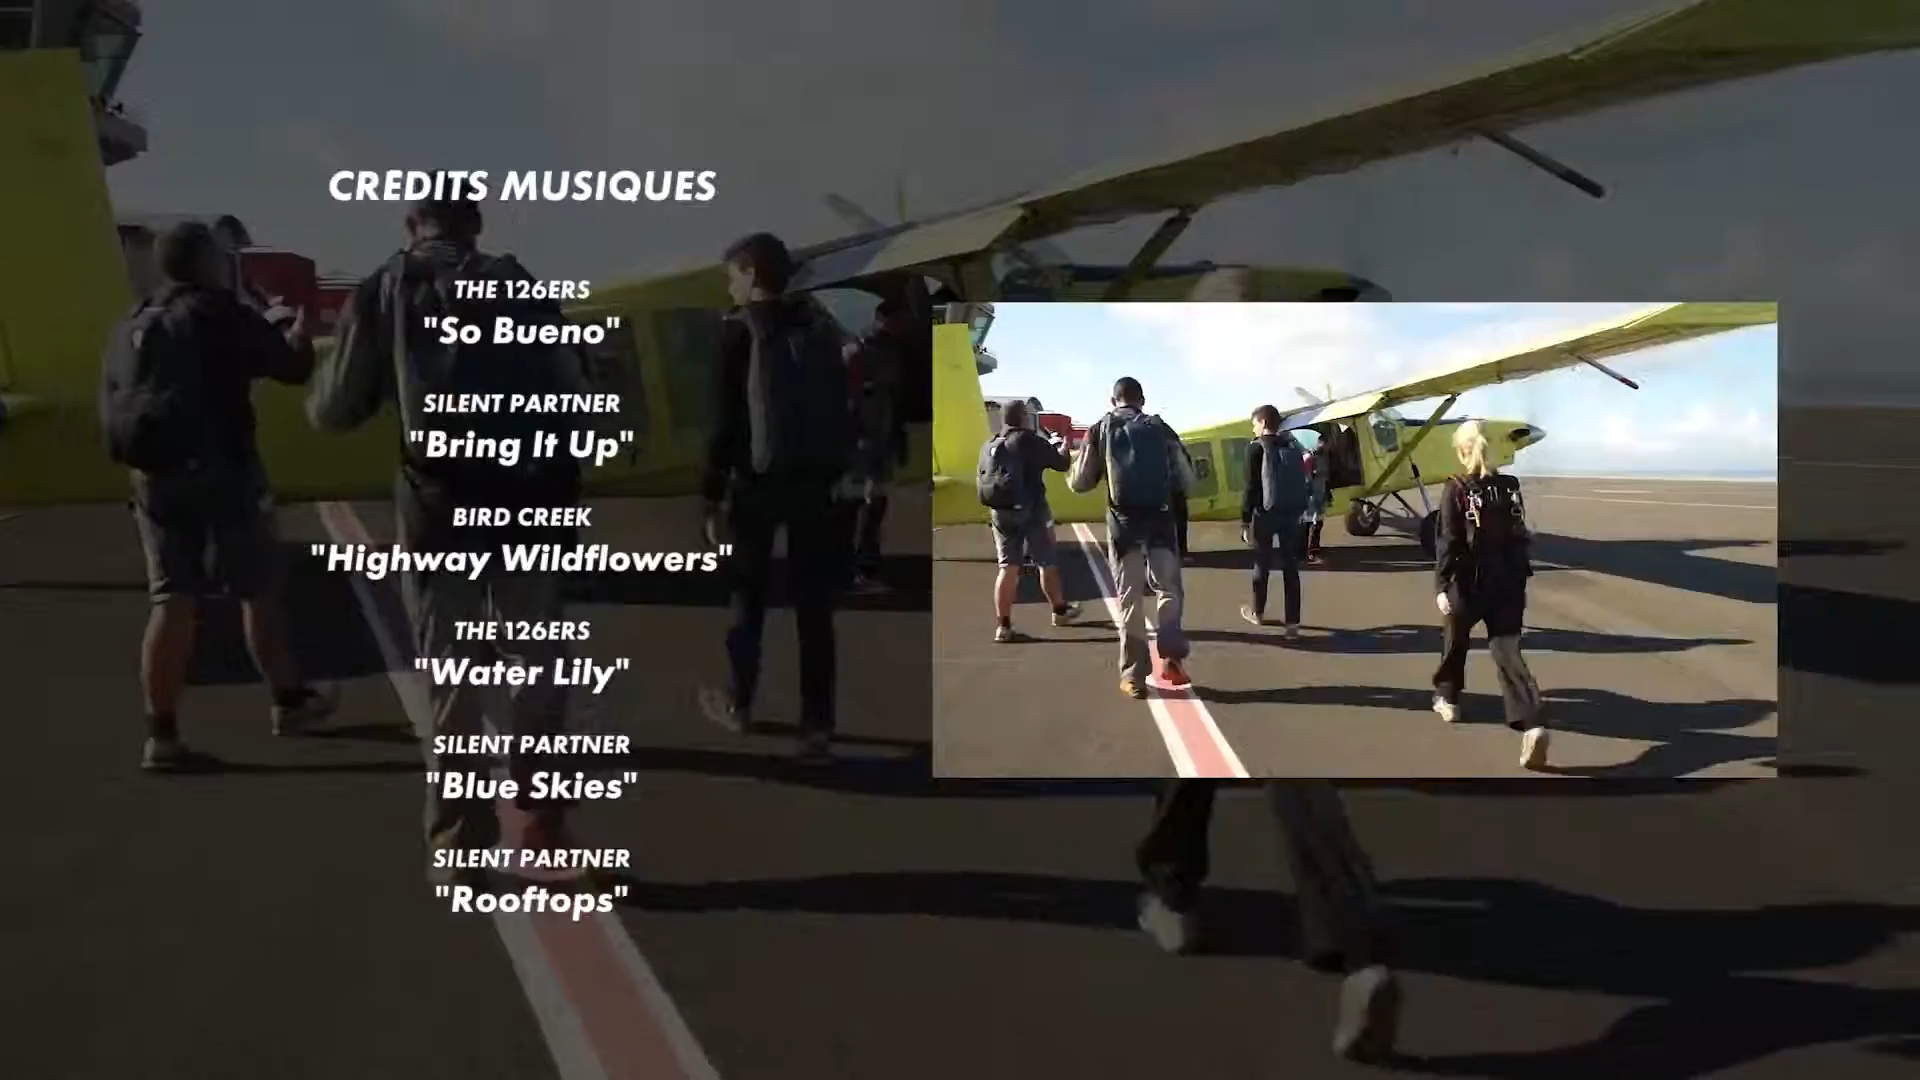 CREDITS MUSIQUES
THE 126ERS
"So Bueno"
SILENT PARTNER
"Bring It Up"
BIRD CREEK
"Highway Wildflowers"
THE 126ERS
"Water Lily"
SILENT PARTNER
"Blue Skies"
SILENT PARTNER
"Rooftops"